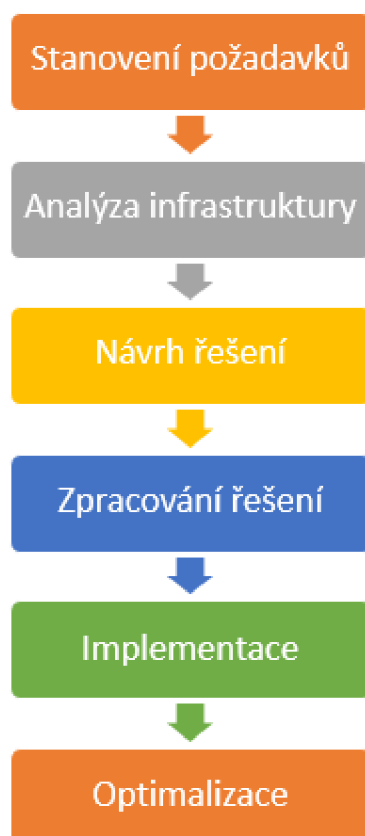 Stanovení požadavků
Analýza infrastruktury
Návrh řešení
Zpracování řešení
Implementace
Optimalizace